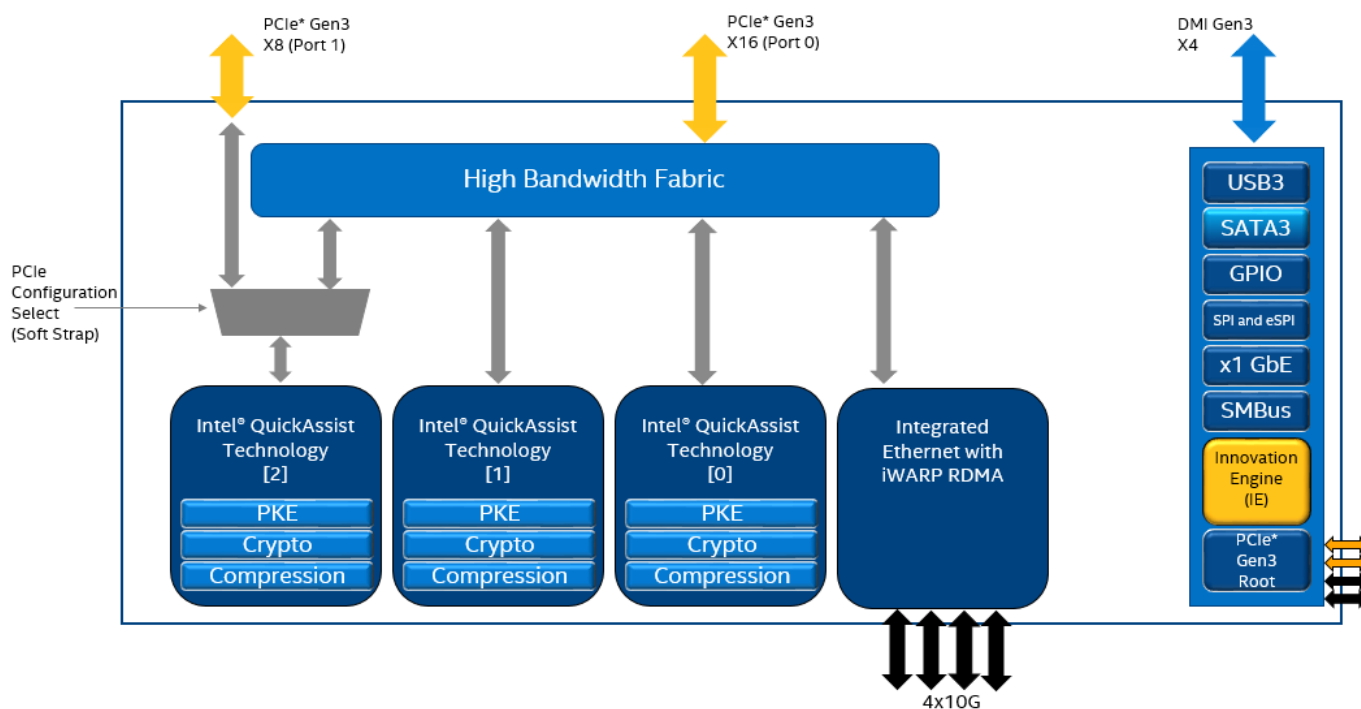 PCIe* Gen3
X8 (Port 1)
PCIe* Gen3
X16 (Port 0)
DMI Gen3
X4
High Bandwidth Fabric
PCIe
Configuration
Select
(Soft Strap)
Intel® QuickAssist
Technology
[2]
PKE
Crypto
Compression
Intel® QuickAssist
Technology
[1]
PKE
Crypto
Compression
Intel® QuickAssist
Technology
[0]
PKE
Crypto
Compression
Integrated
Ethernet with
iWARP RDMA
4x10G
USB3
SATA3
GPIO
SPI and eSPI
x1 GbE
SMBus
Innovation
Engine
(IE)
PCIe*
Gen3
Root